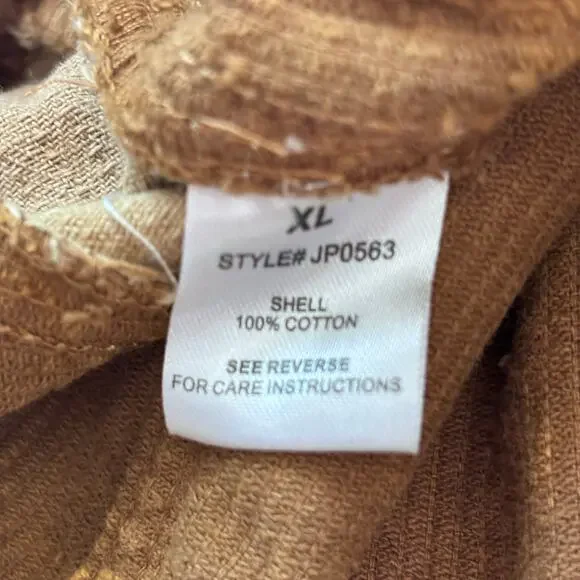 XL
STYLE# JP0563
SHELL
100% COTTON
SEE REVERSE
FOR CARE INSTRUCTIONS